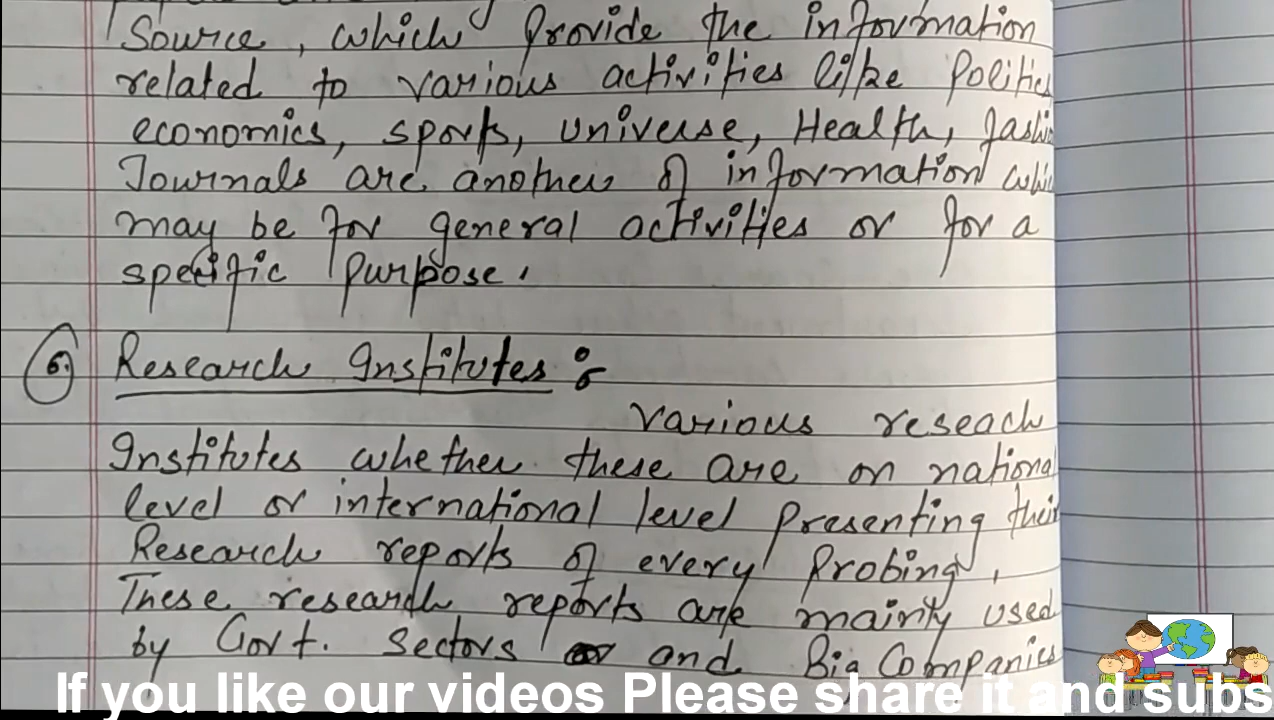 Source, which provide the information
related to various activities like Politics
economics, sports, universe, Health, fashi
Journals are another of information whi
may be for general activities or for a
specific purpose.
6. Research Institutes :-
Various reseach
Institutes whether these are on national
level or international level presenting their
Research reports of every Probing,
These research reports are mainly used
by Govt. Sectors and Big Companies
If you like our videos Please share it and subs